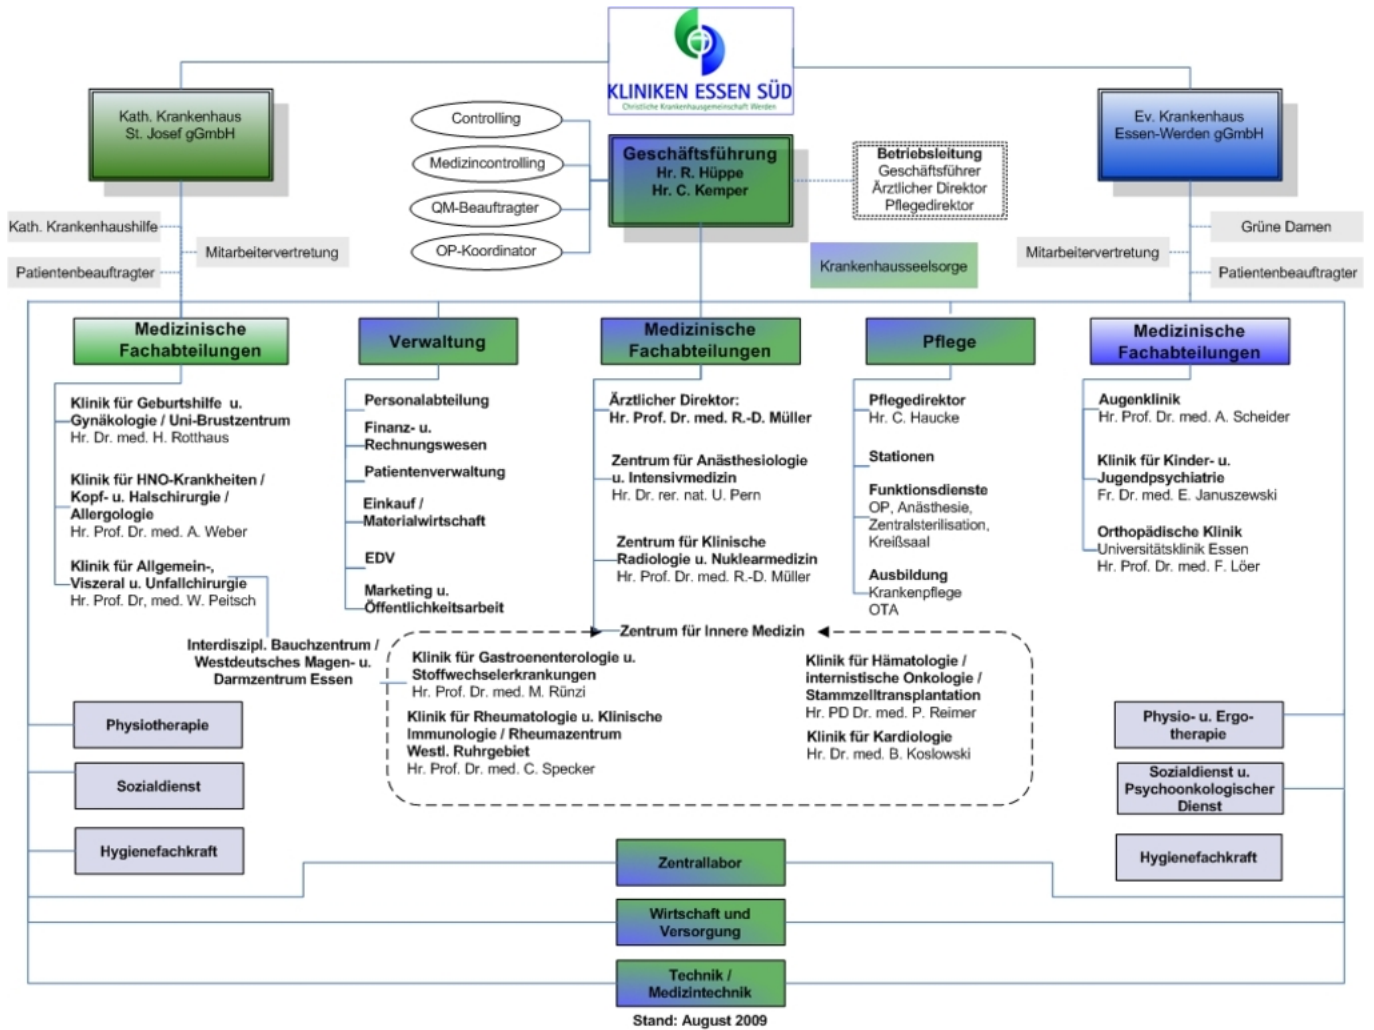 KLINIKEN ESSEN SÜD
Christliche Krankenhausgemeinschaft Werden
Kath. Krankenhaus
St. Josef gGmbH
Ev. Krankenhaus
Essen-Werden gGmbH
Controlling
Medizincontrolling
QM-Beauftragter
OP-Koordinator
Geschäftsführung
Hr. R. Hüppe
Hr. C. Kemper
Betriebsleitung
Geschäftsführer
Ärztlicher Direktor
Pflegedirektor
Kath. Krankenhaushilfe
Mitarbeitervertretung
Patientenbeauftragter
Krankenhausseelsorge
Grüne Damen
Mitarbeitervertretung
Patientenbeauftragter
Medizinische
Fachabteilungen
Klinik für Geburtshilfe u.
Gynäkologie / Uni-Brustzentrum
Hr. Dr. med. H. Rotthaus
Klinik für HNO-Krankheiten /
Kopf- u. Halschirurgie /
Allergologie
Hr. Prof. Dr. med. A. Weber
Klinik für Allgemein-,
Viszeral u. Unfallchirurgie
Hr. Prof. Dr, med. W. Peitsch
Interdiszipl. Bauchzentrum /
Westdeutsches Magen- u.
Darmzentrum Essen
Verwaltung
Personalabteilung
Finanz- u.
Rechnungswesen
Patientenverwaltung
Einkauf /
Materialwirtschaft
EDV
Marketing u.
Öffentlichkeitsarbeit
Medizinische
Fachabteilungen
Ärztlicher Direktor:
Hr. Prof. Dr. med. R.-D. Müller
Zentrum für Anästhesiologie
u. Intensivmedizin
Hr. Dr. rer. nat. U. Pern
Zentrum für Klinische
Radiologie u. Nuklearmedizin
Hr. Prof. Dr. med. R.-D. Müller
Zentrum für Innere Medizin
Klinik für Gastroenenterologie u.
Stoffwechselerkrankungen
Hr. Prof. Dr. med. M. Rünzi
Klinik für Rheumatologie u. Klinische
Immunologie / Rheumazentrum
Westl. Ruhrgebiet
Hr. Prof. Dr. med. C. Specker
Klinik für Hämatologie /
internistische Onkologie /
Stammzelltransplantation
Hr. PD Dr. med. P. Reimer
Klinik für Kardiologie
Hr. Dr. med. B. Koslowski
Pflege
Pflegedirektor
Hr. C. Haucke
Stationen
Funktionsdienste
OP, Anästhesie,
Zentralsterilisation,
Kreißsaal
Ausbildung
Krankenpflege
OTA
Medizinische
Fachabteilungen
Augenklinik
Hr. Prof. Dr. med. A. Scheider
Klinik für Kinder- u.
Jugendpsychiatrie
Fr. Dr. med. E. Januszewski
Orthopädische Klinik
Universitätsklinik Essen
Hr. Prof. Dr. med. F. Löer
Physiotherapie
Sozialdienst
Hygienefachkraft
Physio- u. Ergo-
therapie
Sozialdienst u.
Psychoonkologischer
Dienst
Hygienefachkraft
Zentrallabor
Wirtschaft und
Versorgung
Technik /
Medizintechnik
Stand: August 2009